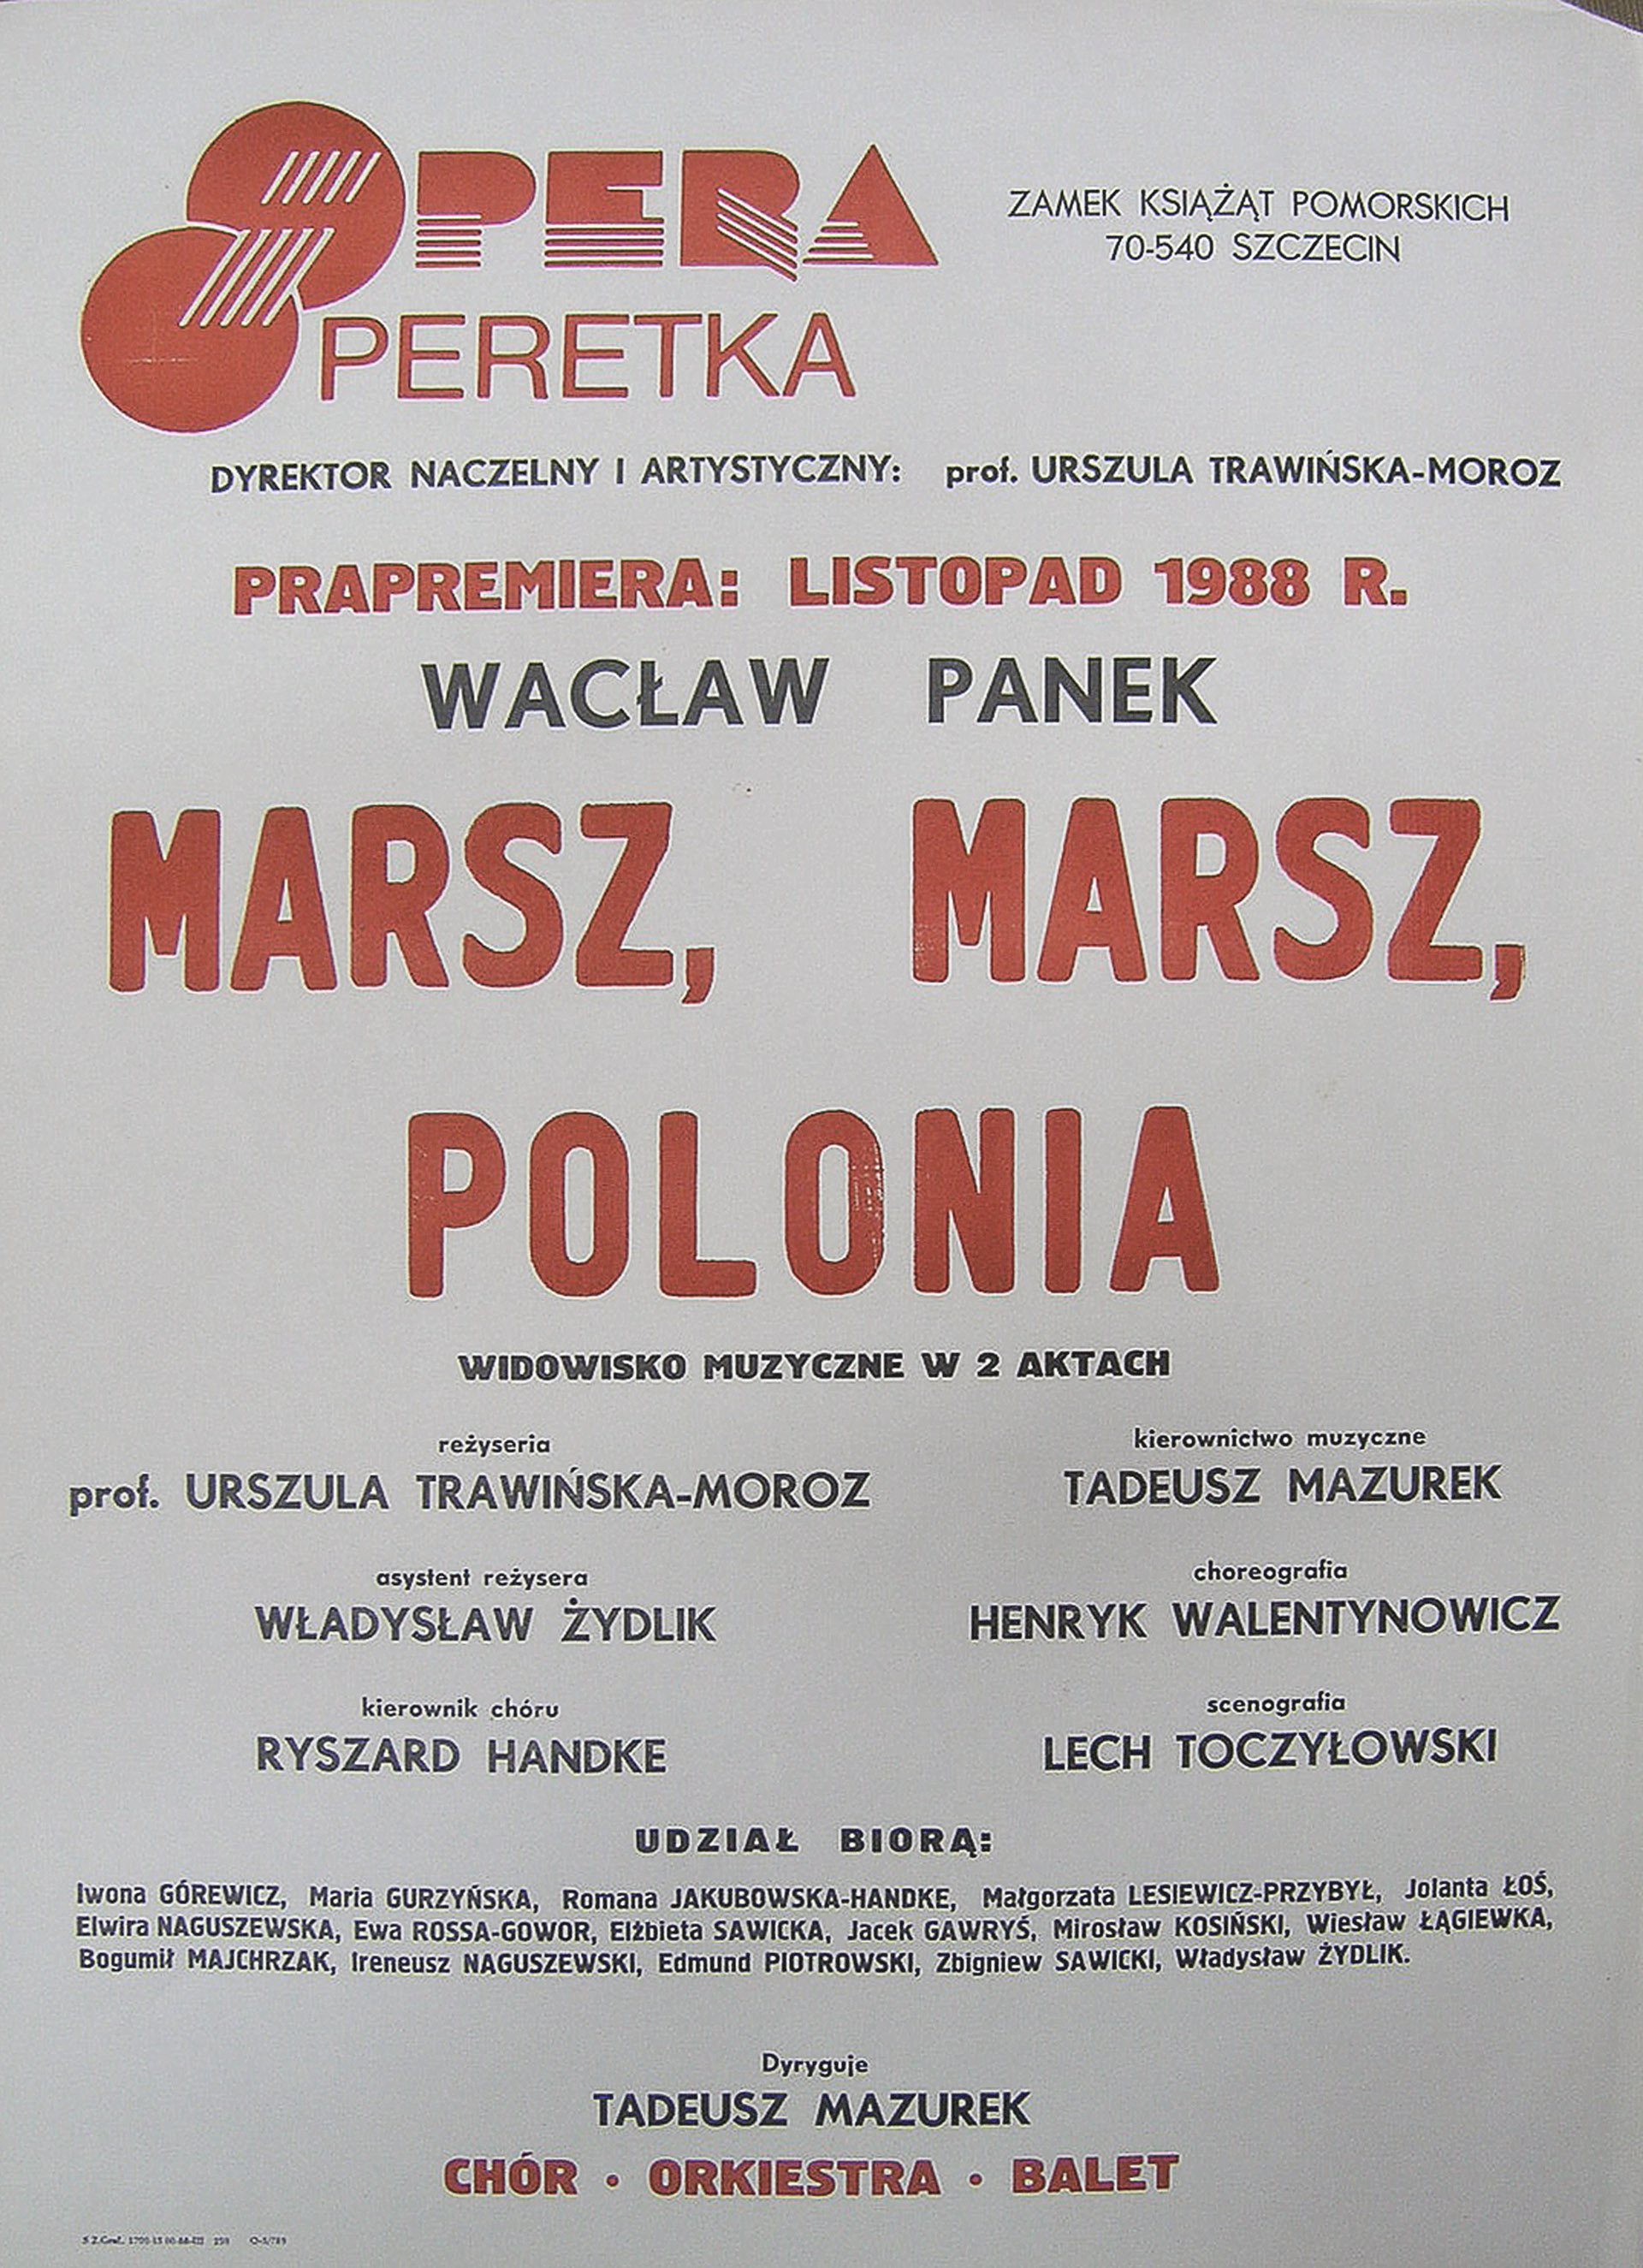 OPERA
OPERETKA
ZAMEK KSIĄŻĄT POMORSKICH
70-540 SZCZECIN
DYREKTOR NACZELNY I ARTYSTYCZNY: prof. URSZULA TRAWIŃSKA-MOROZ
PRAPREMIERA: LISTOPAD 1988 R.
WACŁAW PANEK
MARSZ, MARSZ,
POLONIA
WIDOWISKO MUZYCZNE W 2 AKTACH
reżyseria
prof. URSZULA TRAWIŃSKA-MOROZ
kierownictwo muzyczne
TADEUSZ MAZUREK
asystent reżysera
WŁADYSŁAW ŻYDLIK
choreografia
HENRYK WALENTYNOWICZ
kierownik chóru
RYSZARD HANDKE
scenografia
LECH TOCZYŁOWSKI
UDZIAŁ BIORĄ:
Iwona GÓREWICZ, Maria GURZYŃSKA, Romana JAKUBOWSKA-HANDKE, Małgorzata LESIEWICZ-PRZYBYŁ, Jolanta ŁOŚ,
Elwira NAGUSZEWSKA, Ewa ROSSA-GOWOR, Elżbieta SAWICKA, Jacek GAWRYŚ, Mirosław KOSIŃSKI, Wiesław ŁĄGIEWKA,
Bogumił MAJCHRZAK, Ireneusz NAGUSZEWSKI, Edmund PIOTROWSKI, Zbigniew SAWICKI, Władysław ŻYDLIK.
Dyryguje
TADEUSZ MAZUREK
CHÓR • ORKIESTRA • BALET